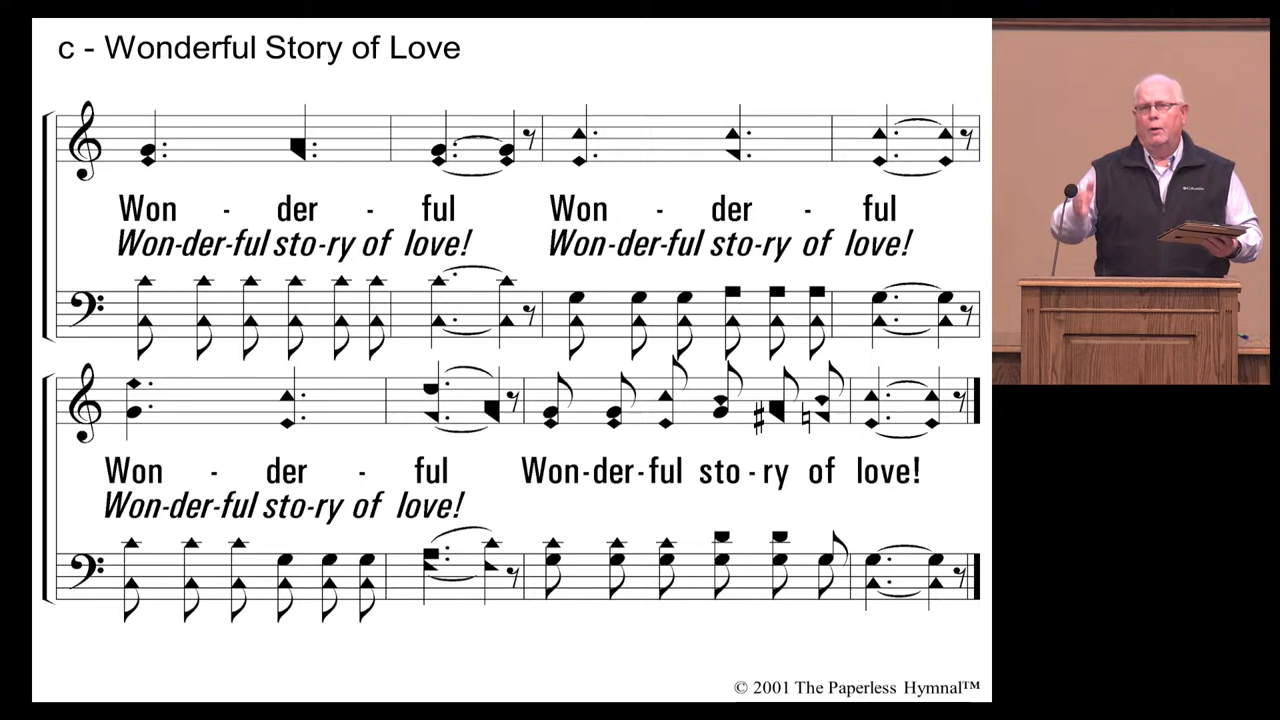 c - Wonderful Story of Love
Won - der - ful Won - der - ful
Won-der-ful sto-ry of love! Won-der-ful sto-ry of love!
Won - der - ful Won-der-ful sto-ry of love!
Won-der-ful sto-ry of love!
© 2001 The Paperless Hymnal™
Columbia